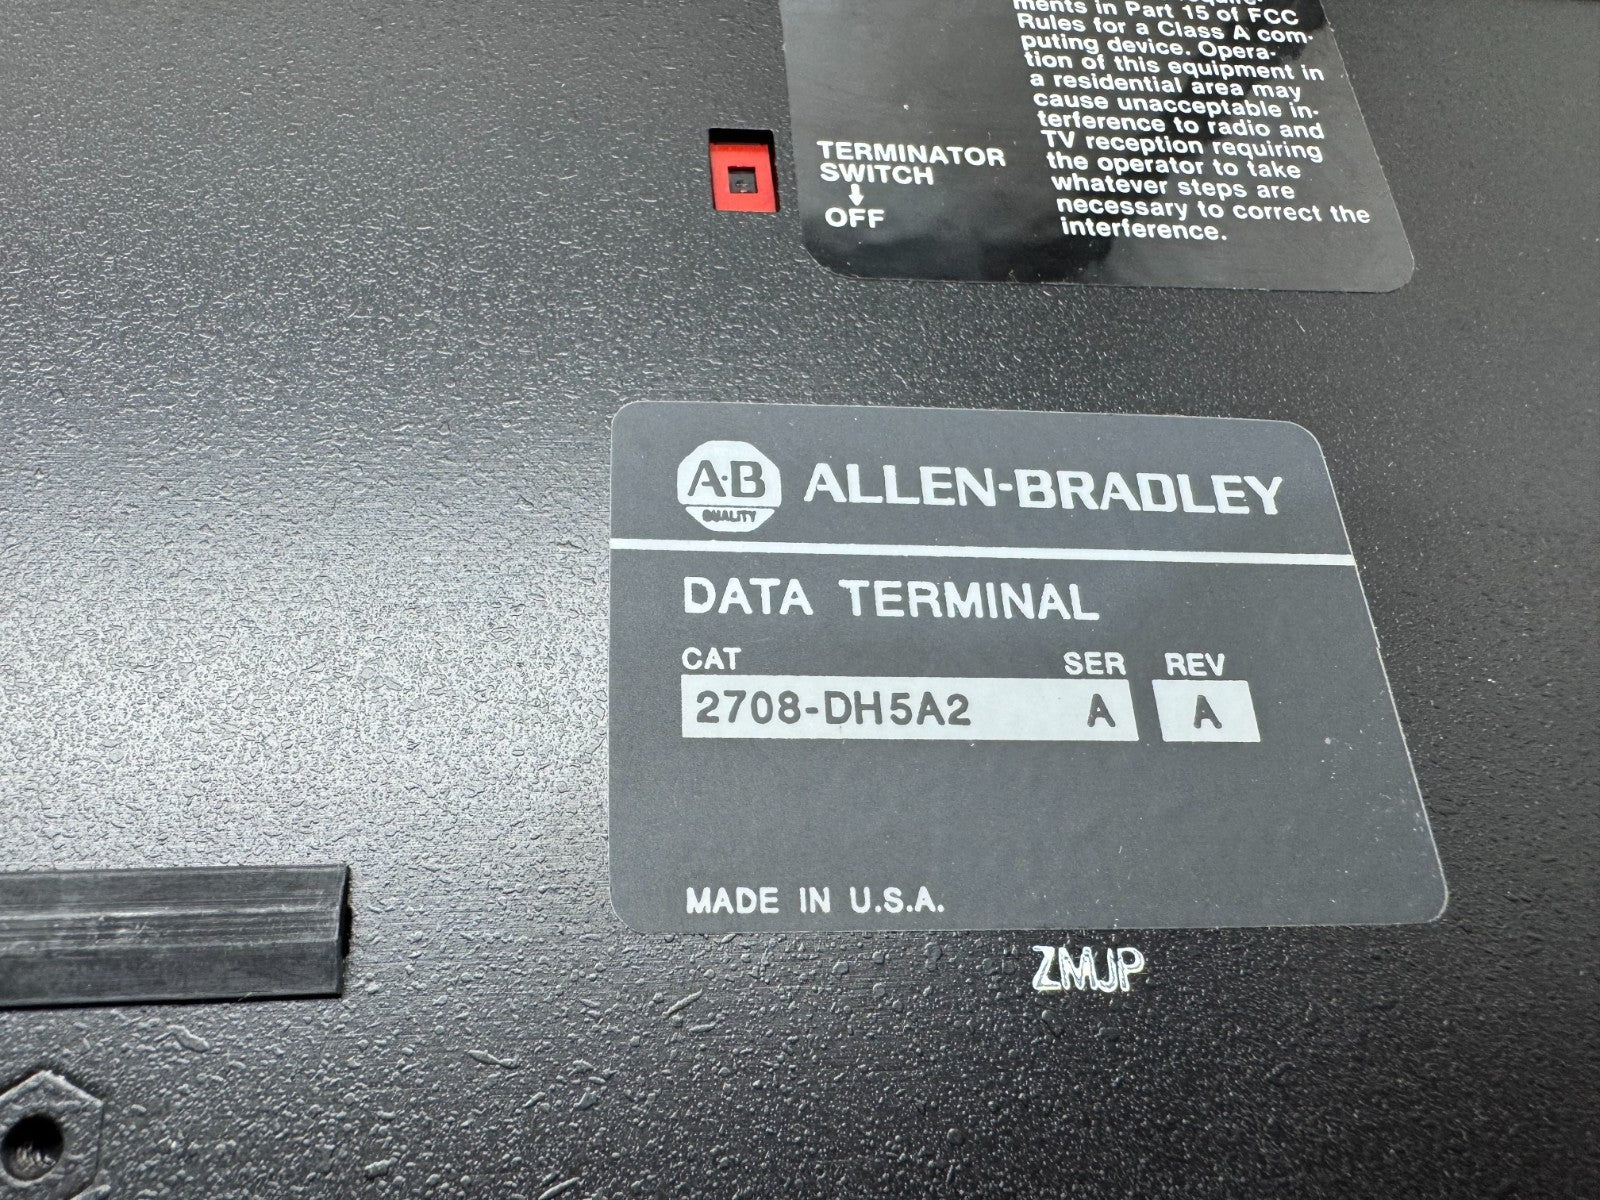 ments in Part 15 of FCC
Rules for a Class A com-
puting device. Opera-
tion of this equipment in
a residential area may
cause unacceptable in-
terference to radio and
TV reception requiring
the operator to take
whatever steps are
necessary to correct the
interference.
TERMINATOR
SWITCH
↓
OFF
A·B
QUALITY
ALLEN-BRADLEY
DATA TERMINAL
CAT SER REV
2708-DH5A2 A A
MADE IN U.S.A.
ZMJP